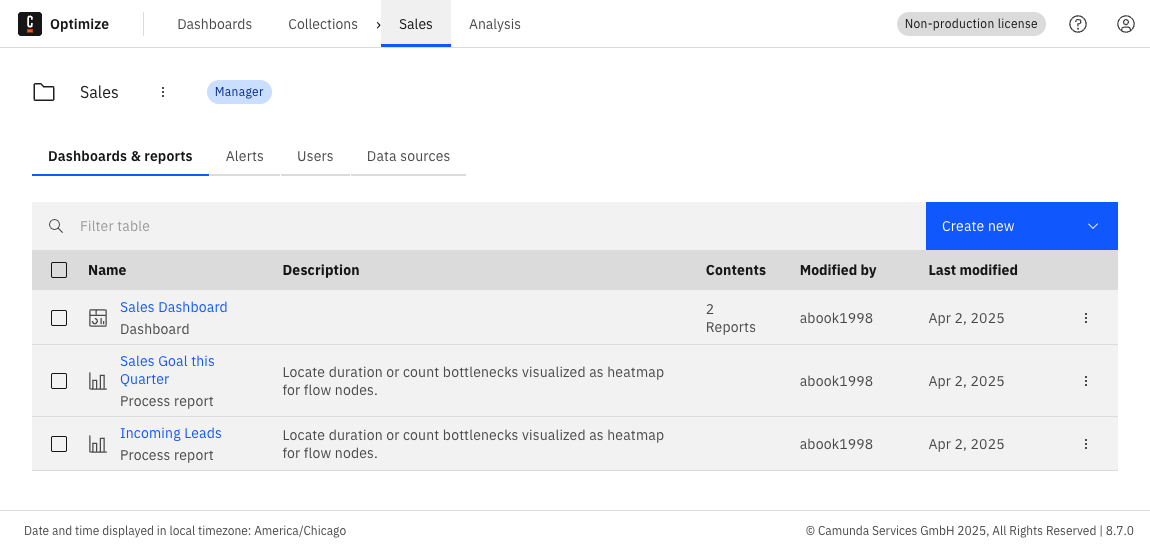 Optimize
Dashboards
Collections
Sales
Analysis
Non-production license
Sales
Manager
Dashboards & reports
Alerts
Users
Data sources
Filter table
Create new
Name
Description
Contents
Modified by
Last modified
Sales Dashboard
Dashboard
2
Reports
abook1998
Apr 2, 2025
Sales Goal this
Quarter
Process report
Locate duration or count bottlenecks visualized as heatmap
for flow nodes.
abook1998
Apr 2, 2025
Incoming Leads
Process report
Locate duration or count bottlenecks visualized as heatmap
for flow nodes.
abook1998
Apr 2, 2025
Date and time displayed in local timezone: America/Chicago
© Camunda Services GmbH 2025, All Rights Reserved | 8.7.0